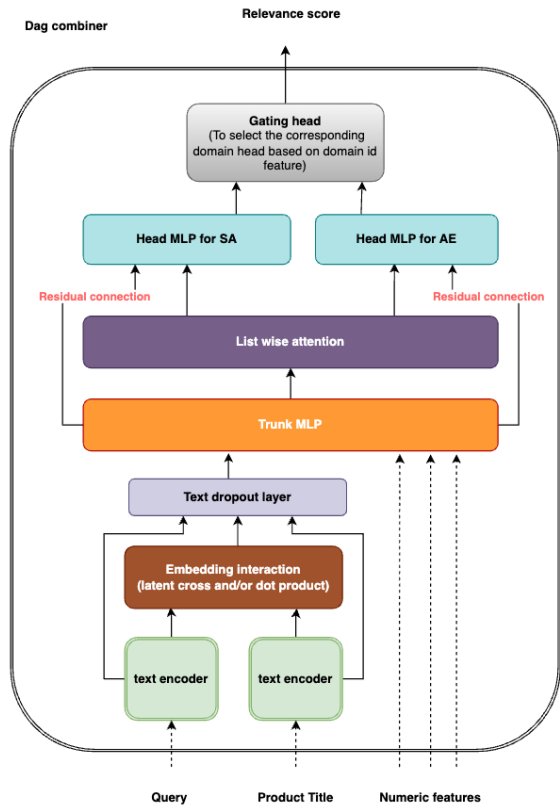 Relevance score
Dag combiner
Gating head
(To select the corresponding
domain head based on domain id
feature)
Head MLP for SA
Head MLP for AE
Residual connection
Residual connection
List wise attention
Trunk MLP
Text dropout layer
Embedding interaction
(latent cross and/or dot product)
text encoder
text encoder
Query
Product Title
Numeric features